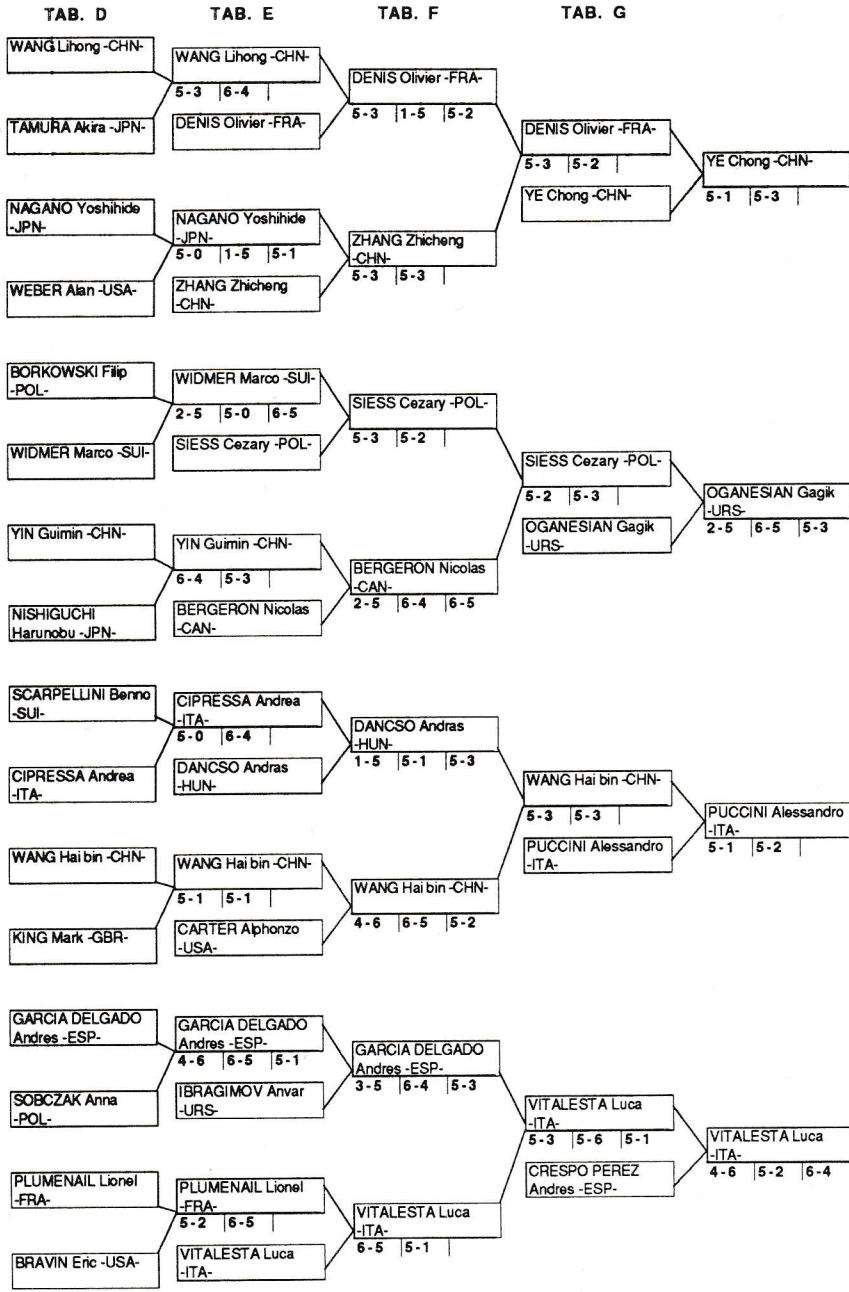 TAB. D
WANG Lihong -CHN-
TAMURA Akira -JPN-
NAGANO Yoshihide
-JPN-
WEBER Alan -USA-
BORKOWSKI Filip
-POL-
WIDMER Marco -SUI-
YIN Guimin -CHN-
NISHIGUCHI
Harunobu -JPN-
SCARPELLINI Benno
-SUI-
CIPRESSA Andrea
-ITA-
WANG Hai bin -CHN-
KING Mark -GBR-
GARCIA DELGADO
Andres -ESP-
SOBCZAK Anna
-POL-
PLUMENAIL Lionel
-FRA-
BRAVIN Eric -USA-
TAB. E
WANG Lihong -CHN-
5-3 6-4
DENIS Olivier -FRA-
NAGANO Yoshihide
-JPN-
5-0 1-5 5-1
ZHANG Zhicheng
-CHN-
WIDMER Marco -SUI-
2-5 5-0 6-5
SIESS Cezary -POL-
YIN Guimin -CHN-
6-4 5-3
BERGERON Nicolas
-CAN-
CIPRESSA Andrea
-ITA-
5-0 6-4
DANCSO Andras
-HUN-
WANG Hai bin -CHN-
5-1 5-1
CARTER Alphonzo
-USA-
GARCIA DELGADO
Andres -ESP-
4-6 6-5 5-1
IBRAGIMOV Anvar
-URS-
PLUMENAIL Lionel
-FRA-
5-2 6-5
VITALESTA Luca
-ITA-
TAB. F
DENIS Olivier -FRA-
5-3 1-5 5-2
ZHANG Zhicheng
-CHN-
5-3 5-3
SIESS Cezary -POL-
5-3 5-2
BERGERON Nicolas
-CAN-
2-5 6-4 6-5
DANCSO Andras
-HUN-
1-5 5-1 5-3
WANG Hai bin -CHN-
4-6 6-5 5-2
GARCIA DELGADO
Andres -ESP-
3-5 6-4 5-3
VITALESTA Luca
-ITA-
6-5 5-1
TAB. G
DENIS Olivier -FRA-
5-3 5-2
YE Chong -CHN-
SIESS Cezary -POL-
5-2 5-3
OGANESIAN Gagik
-URS-
WANG Hai bin -CHN-
5-3 5-3
PUCCINI Alessandro
-ITA-
VITALESTA Luca
-ITA-
5-3 5-6 5-1
CRESPO PEREZ
Andres -ESP-
YE Chong -CHN-
5-1 5-3
OGANESIAN Gagik
-URS-
2-5 6-5 5-3
PUCCINI Alessandro
-ITA-
5-1 5-2
VITALESTA Luca
-ITA-
4-6 5-2 6-4